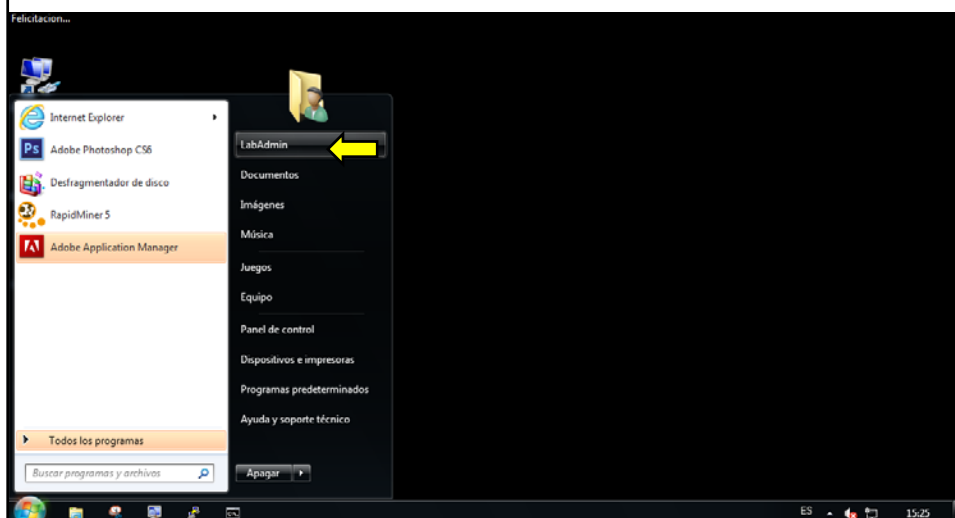 Felicitacion...
Internet Explorer
Ps Adobe Photoshop CS6
Desfragmentador de disco
RapidMiner 5
Adobe Application Manager
Todos los programas
Buscar programas y archivos
LabAdmin
Documentos
Imágenes
Música
Juegos
Equipo
Panel de control
Dispositivos e impresoras
Programas predeterminados
Ayuda y soporte técnico
Apagar
ES
15:25